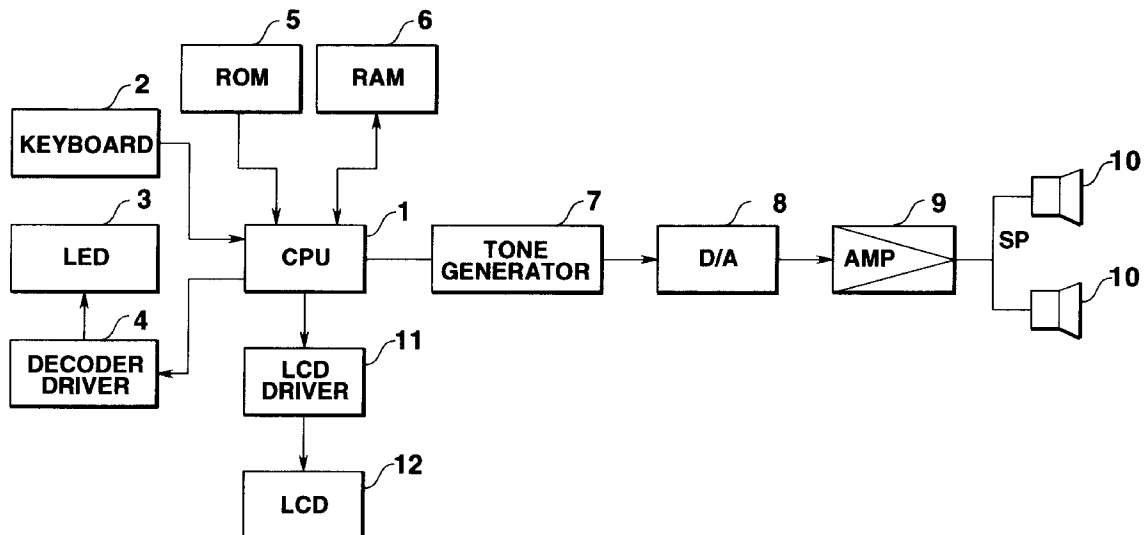 5
6
ROM
RAM
2
KEYBOARD
10
3
1
7
8
9
LED
CPU
TONE
GENERATOR
D/A
AMP
SP
10
4
DECODER
DRIVER
11
LCD
DRIVER
12
LCD